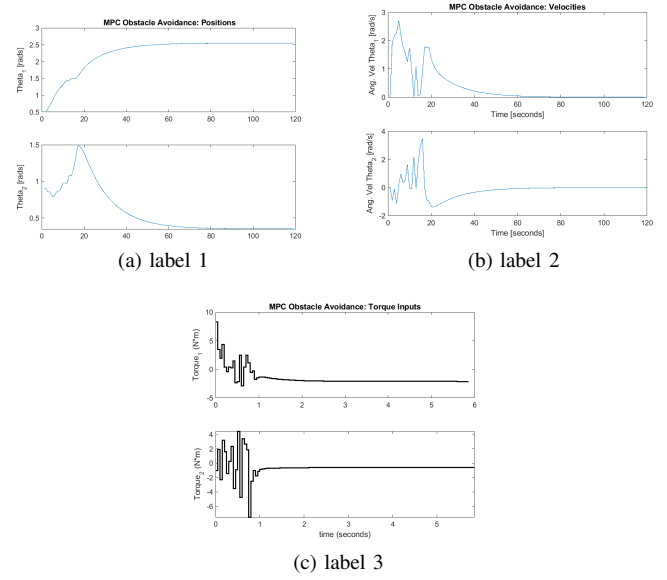 MPC Obstacle Avoidance: Positions
Theta1 [rads]
3
2.5
2
1.5
1
0.5
0 20 40 60 80 100 120
Theta2 [rads]
1.5
1
0.5
0 20 40 60 80 100 120
(a) label 1
MPC Obstacle Avoidance: Velocities
Ang. Vel Theta1 [rad/s]
3
2
1
0
0 20 40 60 80 100 120
Time [seconds]
Ang. Vel Theta2 [rad/s]
4
2
0
-2
0 20 40 60 80 100 120
Time [seconds]
(b) label 2
MPC Obstacle Avoidance: Torque Inputs
Torque1 (N*m)
10
5
0
-5
0 1 2 3 4 5 6
Torque2 (N*m)
4
2
0
-2
-4
-6
0 1 2 3 4 5
time (seconds)
(c) label 3